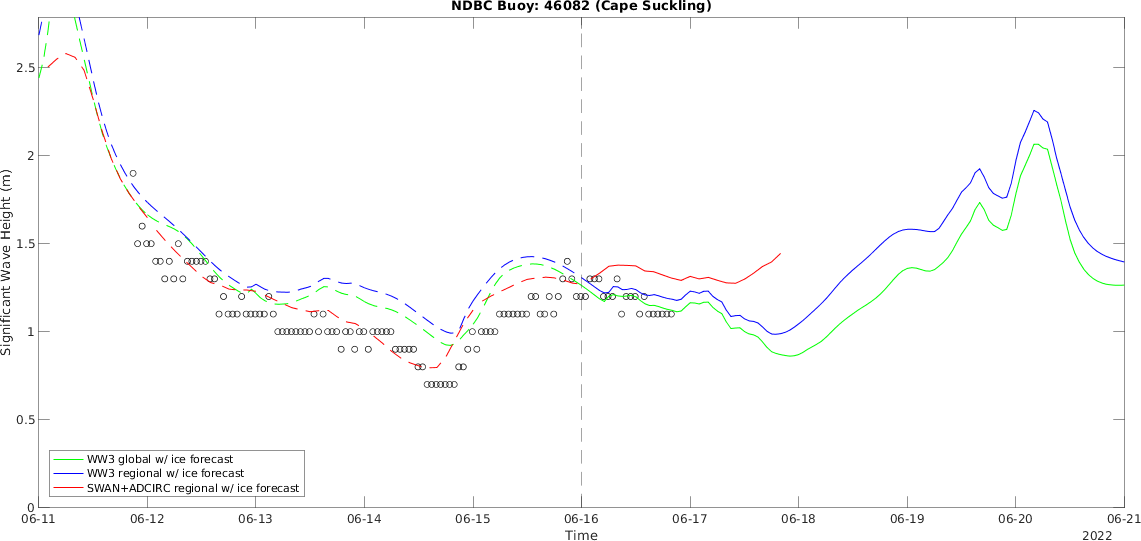 NDBC Buoy: 46082 (Cape Suckling)
2.5
2
1.5
1
0.5
0
Significant Wave Height (m)
WW3 global w/ ice forecast
WW3 regional w/ ice forecast
SWAN+ADCIRC regional w/ ice forecast
06-11 06-12 06-13 06-14 06-15 06-16 06-17 06-18 06-19 06-20 06-21
Time
2022